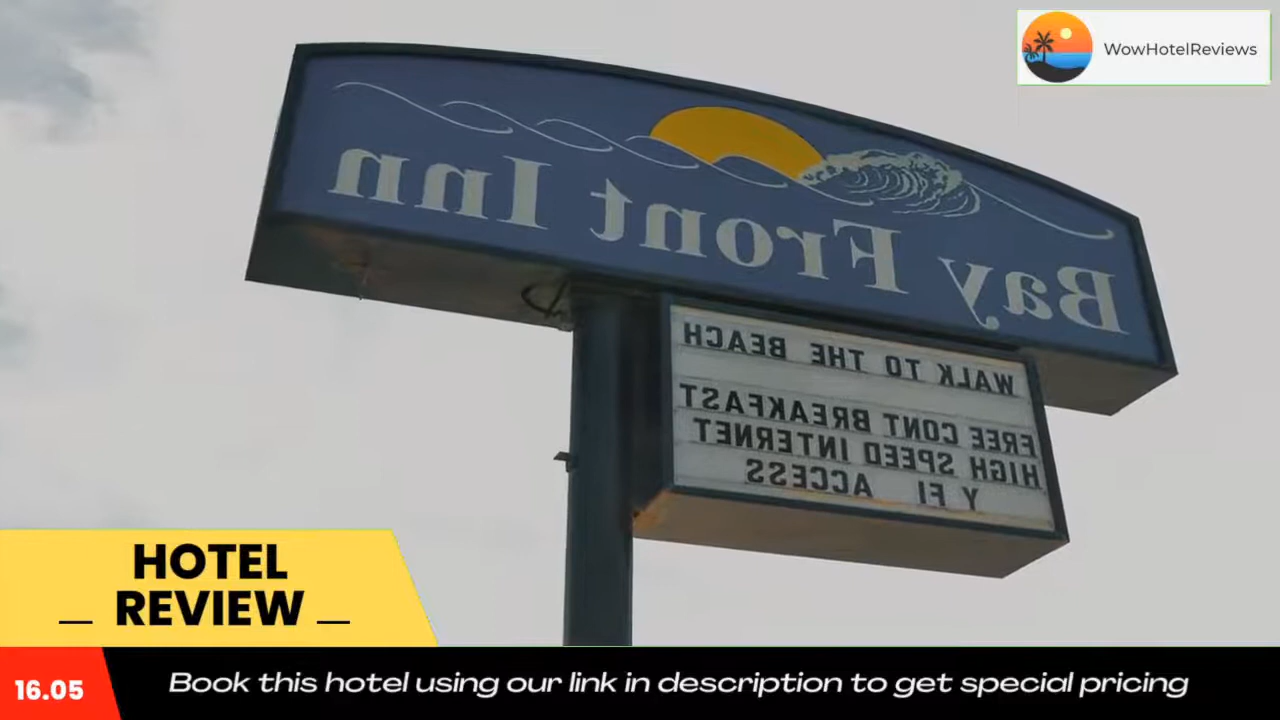 WowHotelReviews
Bay Front Inn
WALK TO THE BEACH
FREE CONT BREAKFAST
HIGH SPEED INTERNET
Y FI ACCESS
HOTEL
REVIEW
16.05
Book this hotel using our link in description to get special pricing